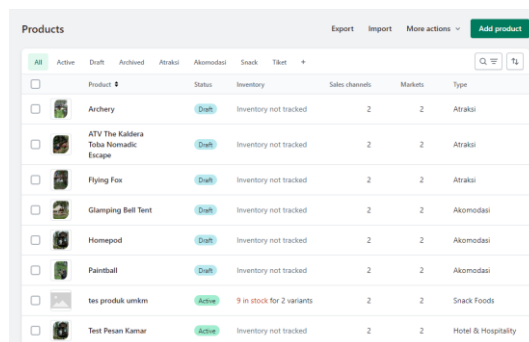 Products
Export Import More actions Add product
All Active Draft Archived Atraksi Akomodasi Snack Tiket +
Product Status Inventory Sales channels Markets Type
Archery Draft Inventory not tracked 2 2 Atraksi
ATV The Kaldera
Toba Nomadic Draft Inventory not tracked 2 2 Atraksi
Escape
Flying Fox Draft Inventory not tracked 2 2 Atraksi
Glamping Bell Tent Draft Inventory not tracked 2 2 Akomodasi
Homepod Draft Inventory not tracked 2 2 Akomodasi
Paintball Draft Inventory not tracked 2 2 Akomodasi
tes produk umkm Active 9 in stock for 2 variants 2 2 Snack Foods
Test Pesan Kamar Active Inventory not tracked 2 2 Hotel & Hospitality